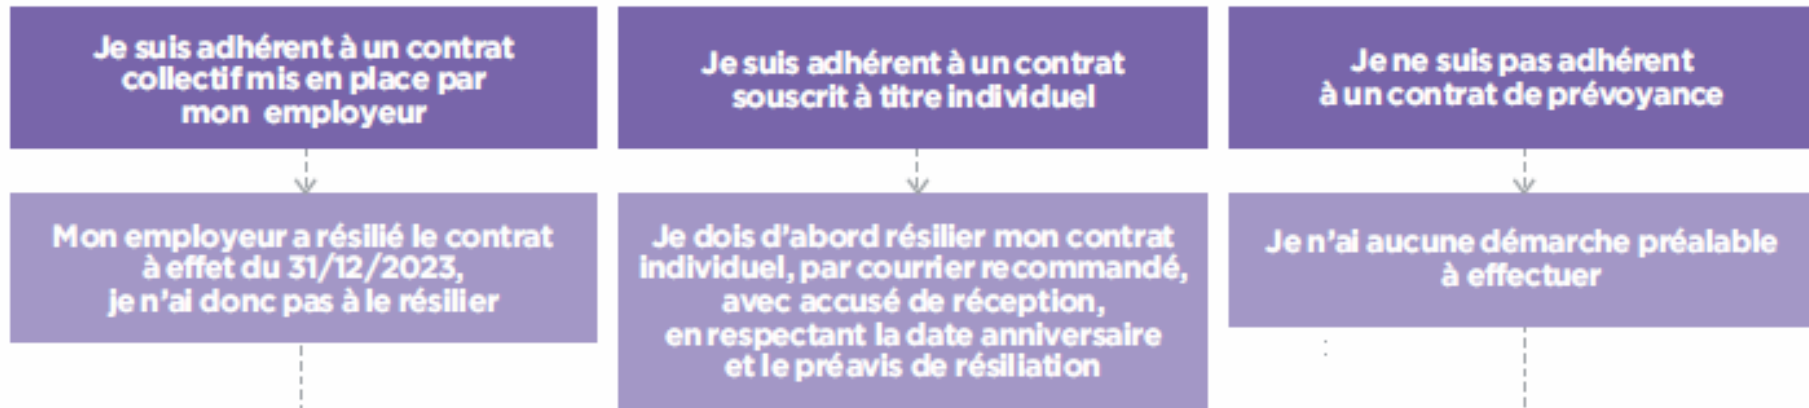 Je suis adhérent à un contrat
collectif mis en place par
mon employeur
Je suis adhérent à un contrat
souscrit à titre individuel
Je ne suis pas adhérent
à un contrat de prévoyance
Mon employeur a résilié le contrat
à effet du 31/12/2023,
je n'ai donc pas à le résilier
Je dois d'abord résilier mon contrat
individuel, par courrier recommandé,
avec accusé de réception,
en respectant la date anniversaire
et le préavis de résiliation
Je n'ai aucune démarche préalable
à effectuer